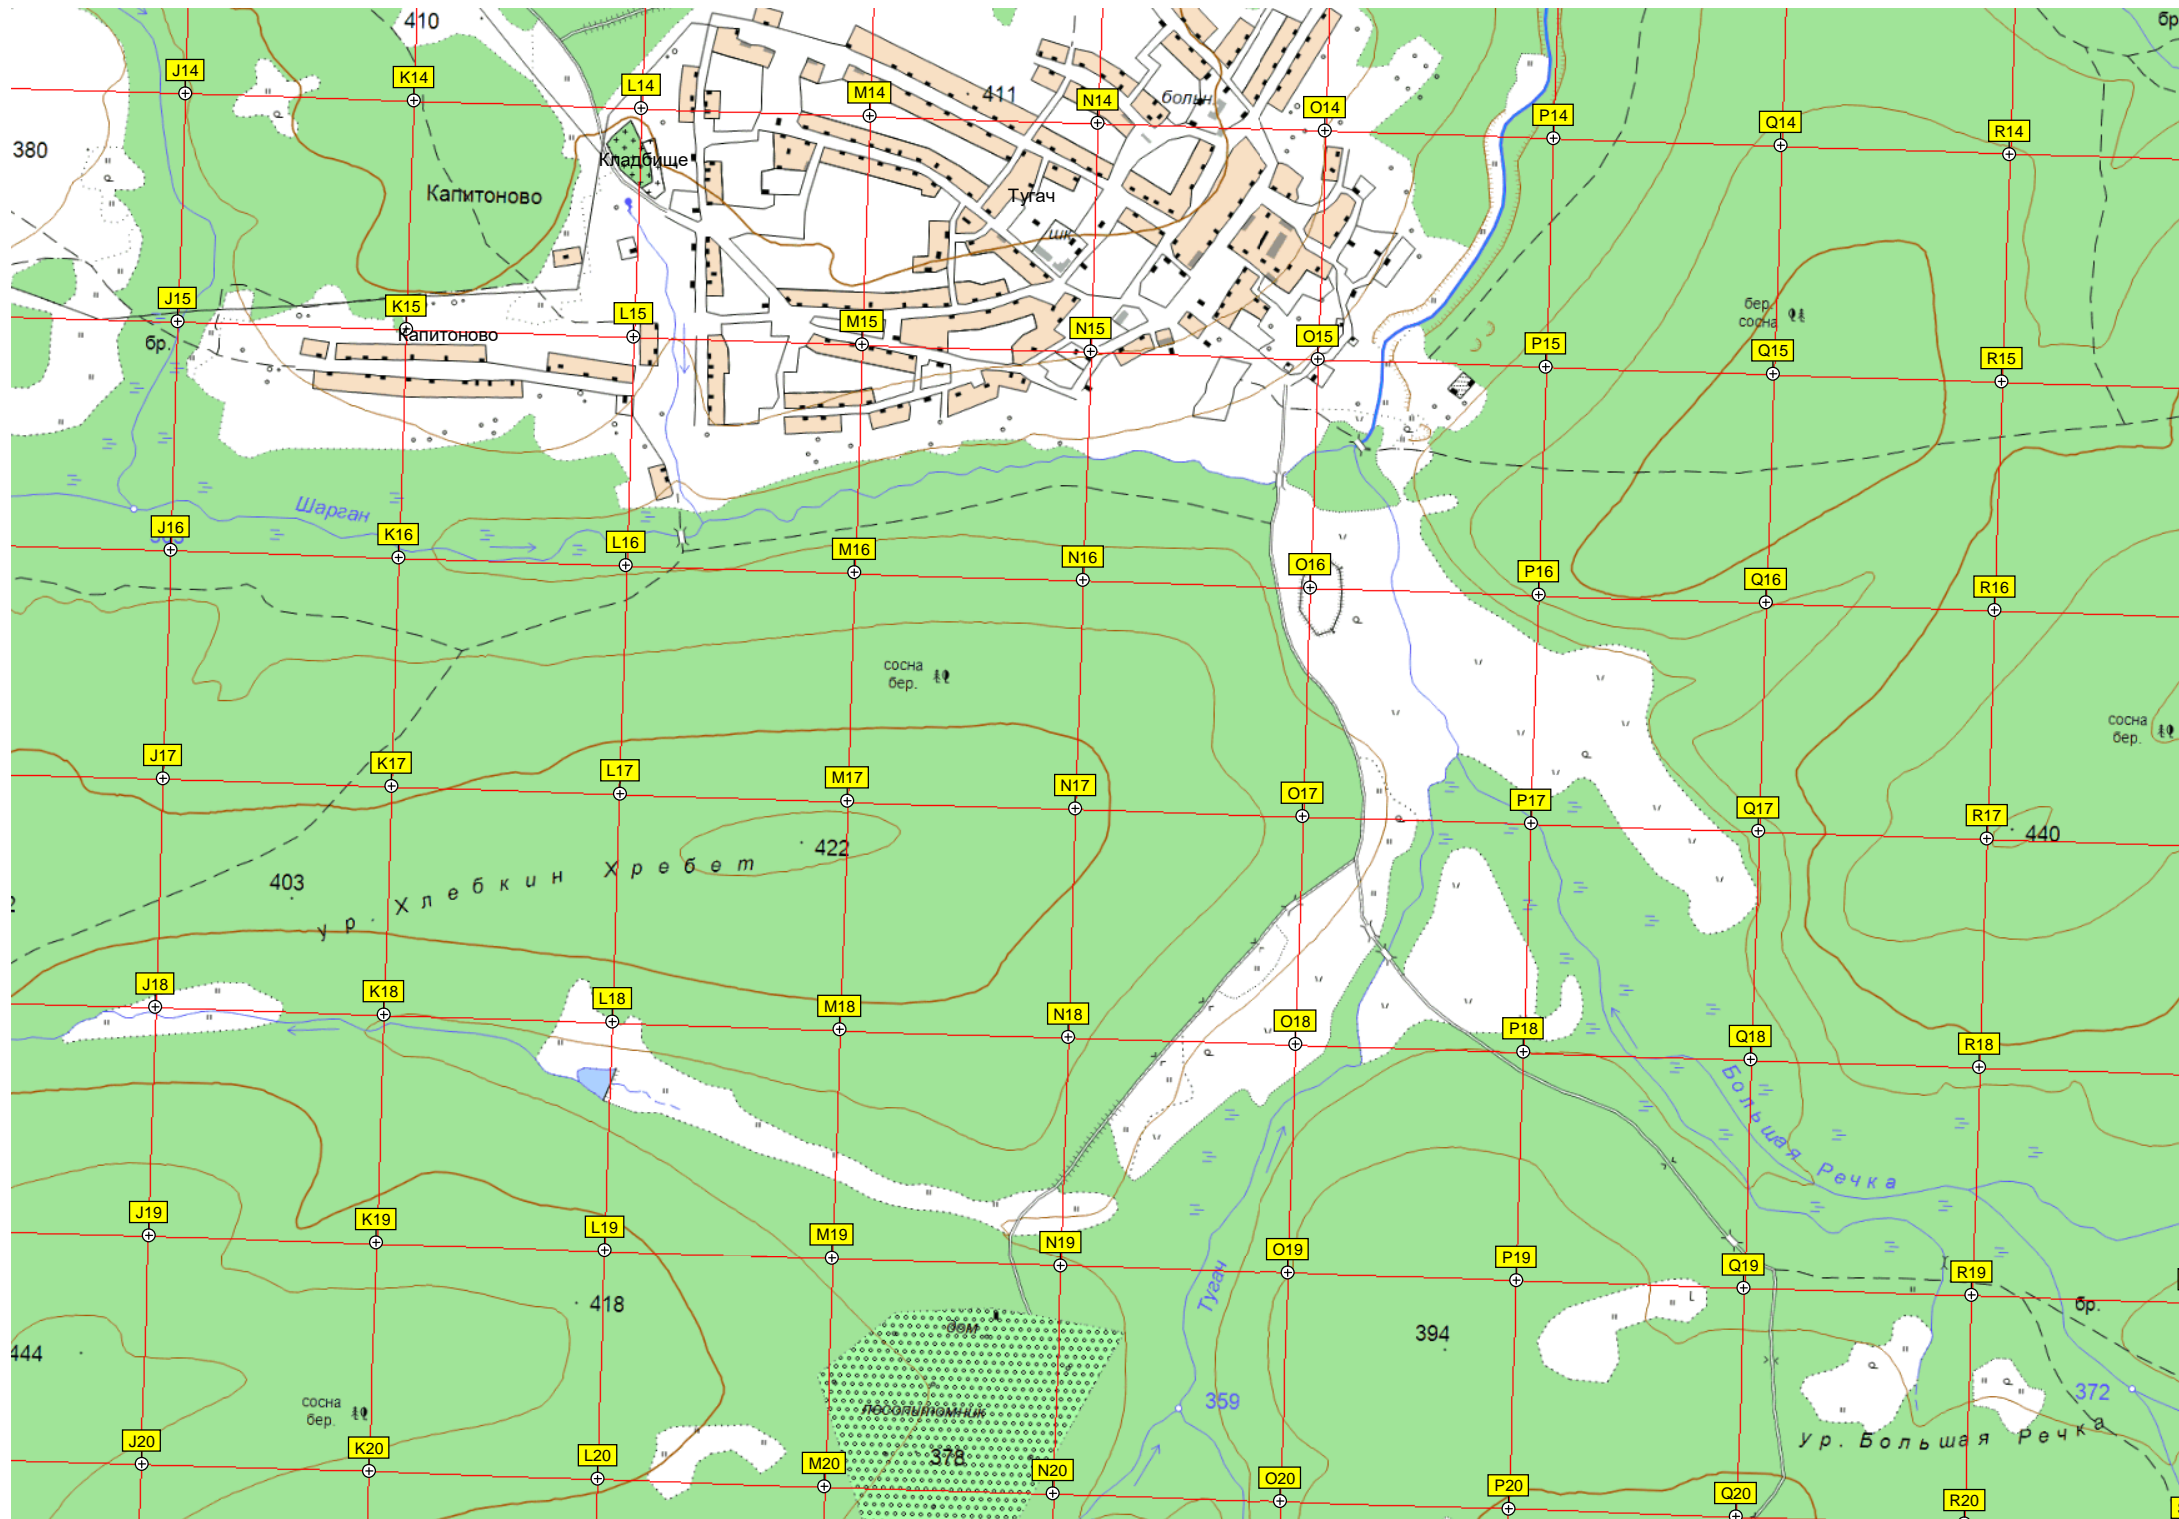 410
бр
J14
K14
L14
M14
411
N14
больн.
O14
P14
Q14
R14
380
Кладбище
Капитоново
Тугач
шк.
J15
K15
L15
M15
N15
O15
P15
Q15
R15
бер.
сосна
бр.
Капитоново
Шарган
J16
K16
L16
M16
N16
O16
P16
Q16
R16
сосна
бер.
сосна
бер.
J17
K17
L17
M17
N17
O17
P17
Q17
R17
440
422
403
ур. Хлебкин Хребет
J18
K18
L18
M18
N18
O18
P18
Q18
R18
Большая Речка
J19
K19
L19
M19
N19
O19
P19
Q19
R19
Тугач
418
бр.
дом
394
444
359
372
сосна
бер.
лесопитомник
378
ур. Большая Речка
J20
K20
L20
M20
N20
O20
P20
Q20
R20